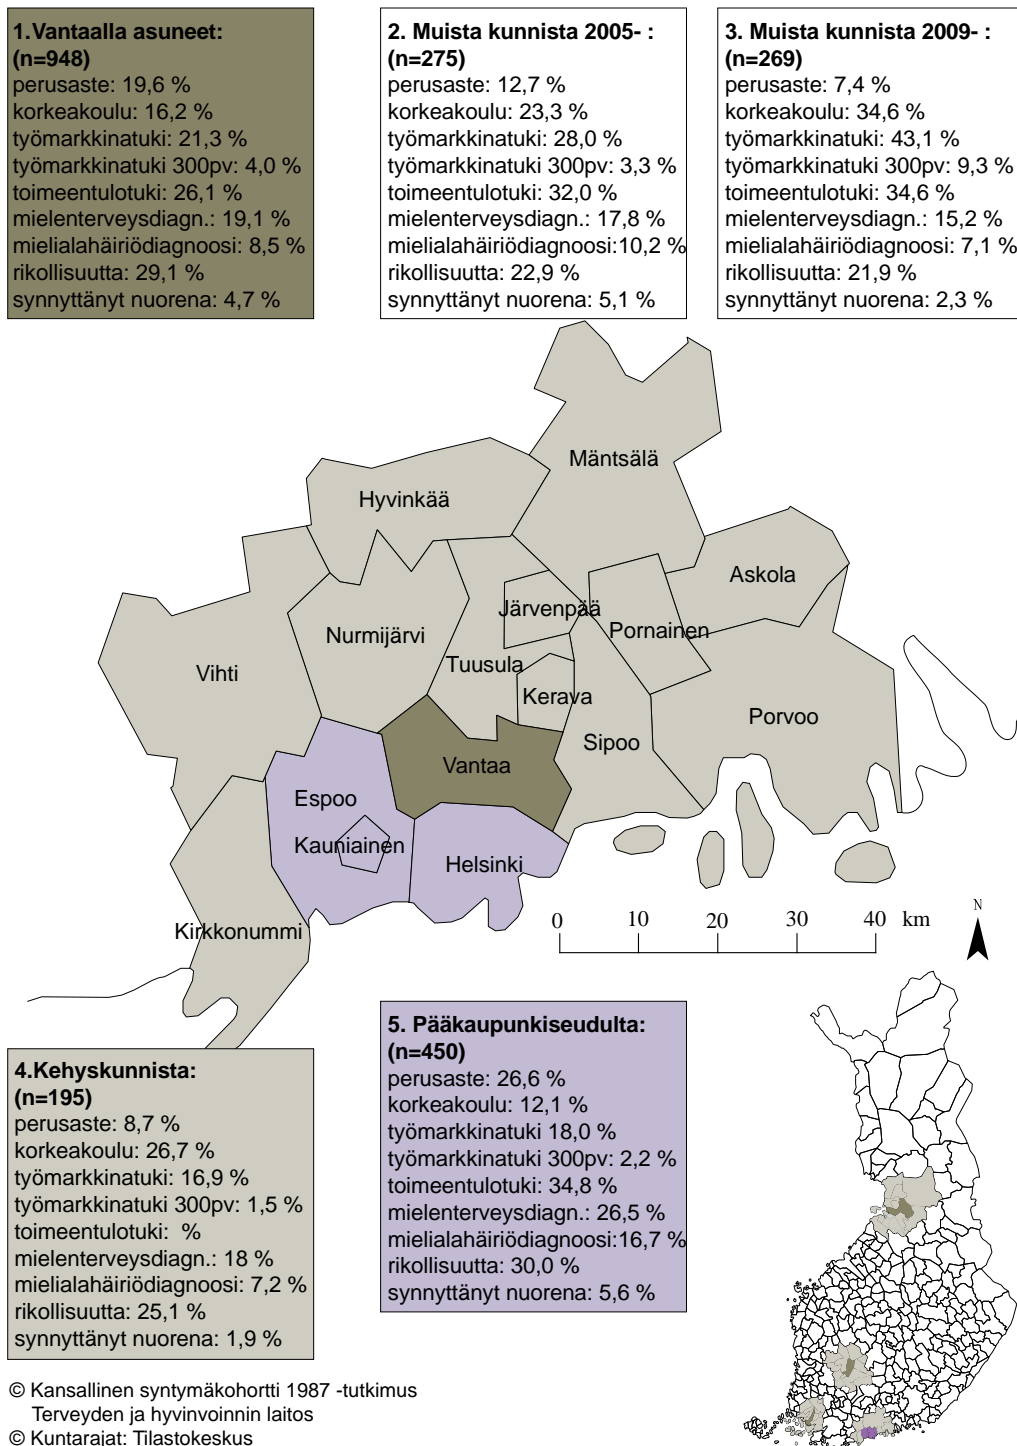 1.Vantaalla asuneet:
(n=948)
perusaste: 19,6 %
korkeakoulu: 16,2 %
työmarkkinatuki: 21,3 %
työmarkkinatuki 300pv: 4,0 %
toimeentulotuki: 26,1 %
mielenterveysdiagn.: 19,1 %
mielialahäiriödiagnoosi: 8,5 %
rikollisuutta: 29,1 %
synnyttänyt nuorena: 4,7 %
2. Muista kunnista 2005- :
(n=275)
perusaste: 12,7 %
korkeakoulu: 23,3 %
työmarkkinatuki: 28,0 %
työmarkkinatuki 300pv: 3,3 %
toimeentulotuki: 32,0 %
mielenterveysdiagn.: 17,8 %
mielialahäiriödiagnoosi:10,2 %
rikollisuutta: 22,9 %
synnyttänyt nuorena: 5,1 %
3. Muista kunnista 2009- :
(n=269)
perusaste: 7,4 %
korkeakoulu: 34,6 %
työmarkkinatuki: 43,1 %
työmarkkinatuki 300pv: 9,3 %
toimeentulotuki: 34,6 %
mielenterveysdiagn.: 15,2 %
mielialahäiriödiagnoosi: 7,1 %
rikollisuutta: 21,9 %
synnyttänyt nuorena: 2,3 %
Mäntsälä
Hyvinkää
Askola
Järvenpää
Nurmijärvi
Pornainen
Tuusula
Vihti
Kerava
Porvoo
Sipoo
Vantaa
Espoo
Kauniainen
Helsinki
Kirkkonummi
0 10 20 30 40 km
N
4.Kehyskunnista:
(n=195)
perusaste: 8,7 %
korkeakoulu: 26,7 %
työmarkkinatuki: 16,9 %
työmarkkinatuki 300pv: 1,5 %
toimeentulotuki: %
mielenterveysdiagn.: 18 %
mielialahäiriödiagnoosi: 7,2 %
rikollisuutta: 25,1 %
synnyttänyt nuorena: 1,9 %
5. Pääkaupunkiseudulta:
(n=450)
perusaste: 26,6 %
korkeakoulu: 12,1 %
työmarkkinatuki 18,0 %
työmarkkinatuki 300pv: 2,2 %
toimeentulotuki: 34,8 %
mielenterveysdiagn.: 26,5 %
mielialahäiriödiagnoosi:16,7 %
rikollisuutta: 30,0 %
synnyttänyt nuorena: 5,6 %
© Kansallinen syntymäkohortti 1987 -tutkimus
Terveyden ja hyvinvoinnin laitos
© Kuntarajat: Tilastokeskus